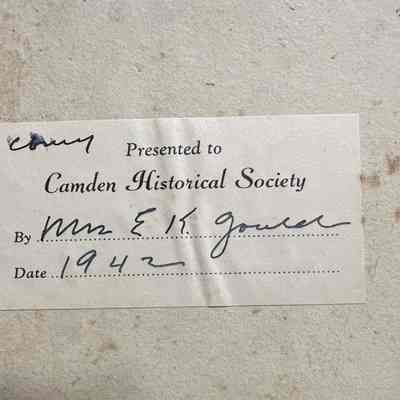 Presented to
Camden Historical Society
By Mrs E K Gould
Date 1942